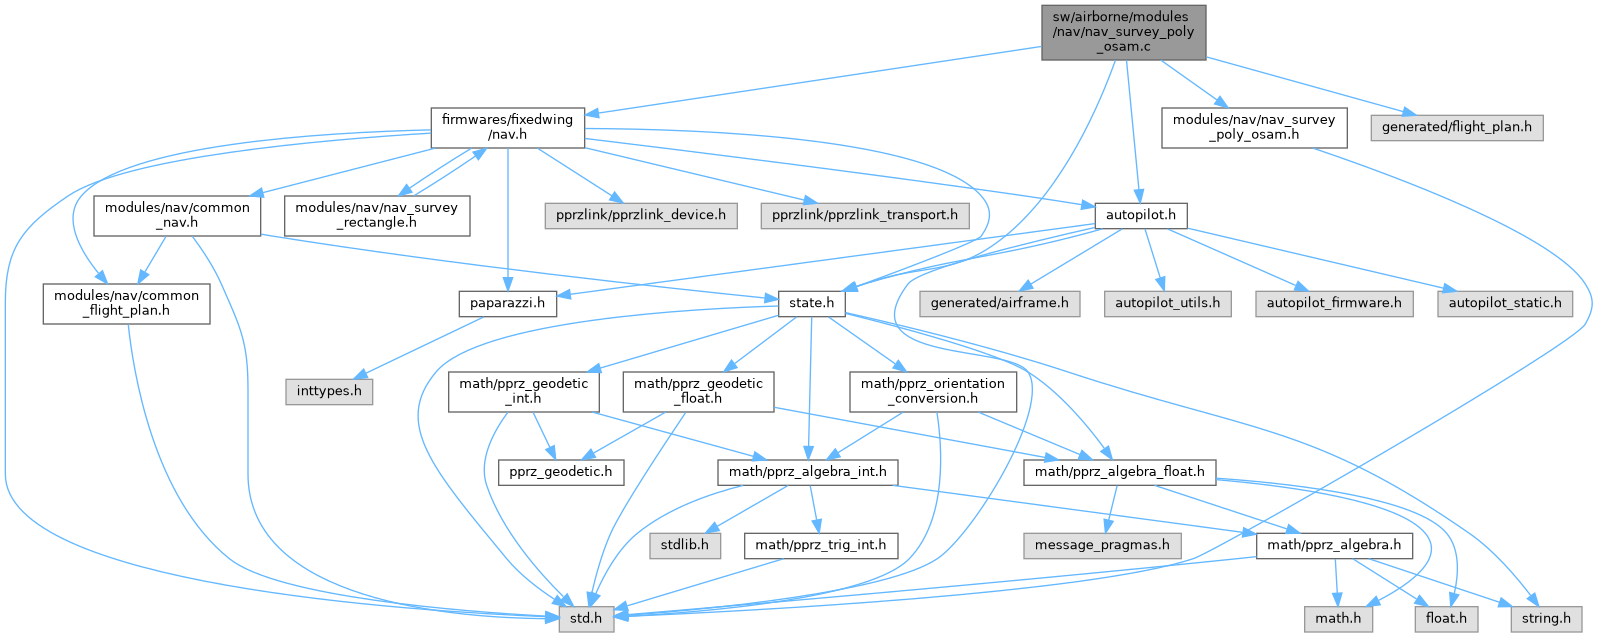 sw/airborne/modules
/nav/nav_survey_poly
_osam.c
firmwares/fixedwing
/nav.h
modules/nav/nav_survey
_poly_osam.h
generated/flight_plan.h
modules/nav/common
_nav.h
modules/nav/nav_survey
_rectangle.h
pprzlink/pprzlink_device.h
pprzlink/pprzlink_transport.h
autopilot.h
modules/nav/common
_flight_plan.h
paparazzi.h
state.h
generated/airframe.h
autopilot_utils.h
autopilot_firmware.h
autopilot_static.h
inttypes.h
math/pprz_geodetic
_int.h
math/pprz_geodetic
_float.h
math/pprz_orientation
_conversion.h
pprz_geodetic.h
math/pprz_algebra_int.h
math/pprz_algebra_float.h
stdlib.h
math/pprz_trig_int.h
message_pragmas.h
math/pprz_algebra.h
std.h
math.h
float.h
string.h